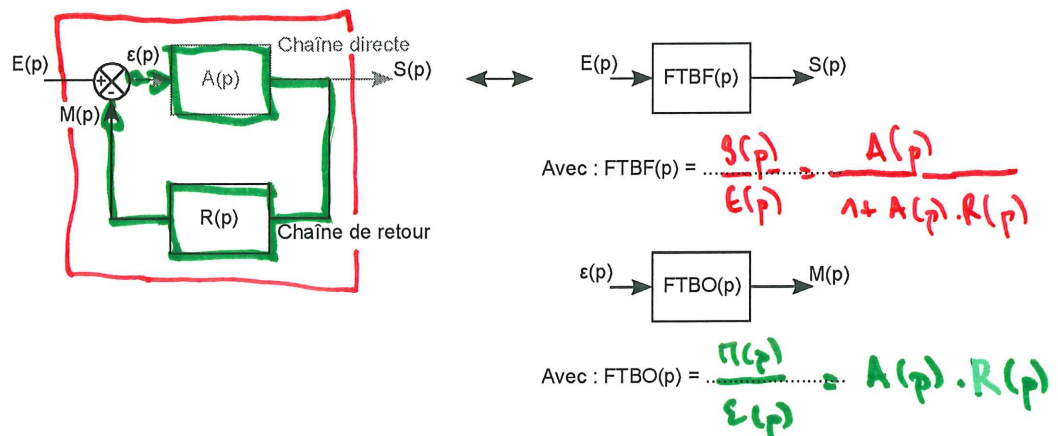 Chaîne directe
E(p)
ε(p)
+
-
A(p)
S(p)
M(p)
R(p)
Chaîne de retour
E(p)
FTBF(p)
S(p)
Avec : FTBF(p) = S(p) / E(p) = A(p) / 1 + A(p) . R(p)
ε(p)
FTBO(p)
M(p)
Avec : FTBO(p) = M(p) / ε(p) = A(p) . R(p)